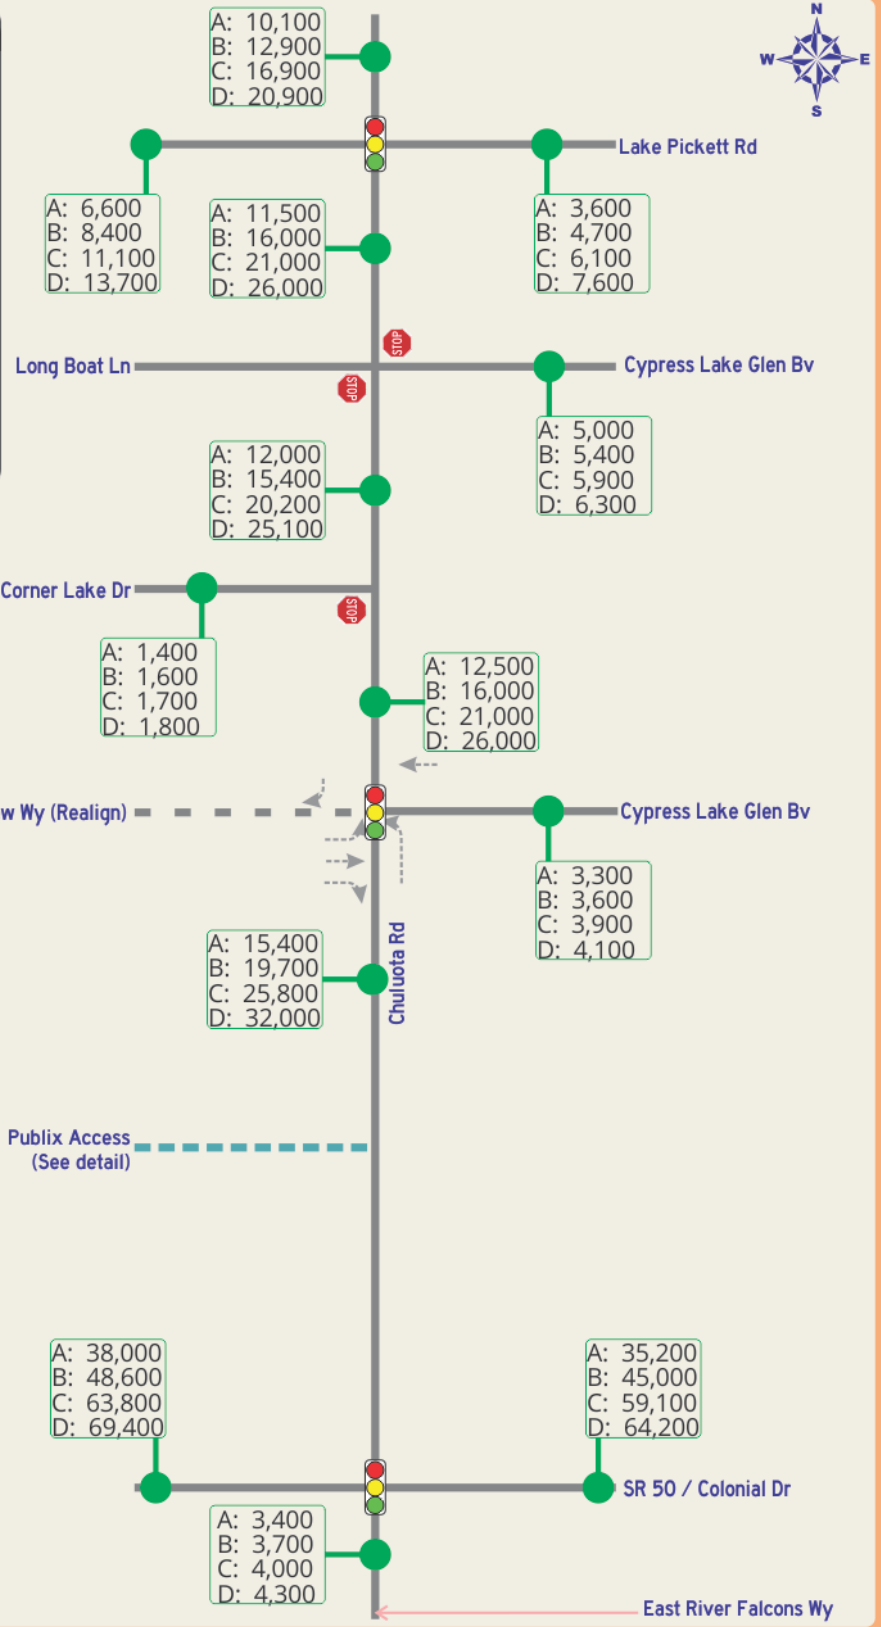 N
W E
S
A: 10,100
B: 12,900
C: 16,900
D: 20,900
Lake Pickett Rd
A: 6,600
B: 8,400
C: 11,100
D: 13,700
A: 11,500
B: 16,000
C: 21,000
D: 26,000
A: 3,600
B: 4,700
C: 6,100
D: 7,600
STOP
Long Boat Ln
Cypress Lake Glen Bv
STOP
A: 5,000
B: 5,400
C: 5,900
D: 6,300
A: 12,000
B: 15,400
C: 20,200
D: 25,100
Corner Lake Dr
STOP
A: 1,400
B: 1,600
C: 1,700
D: 1,800
A: 12,500
B: 16,000
C: 21,000
D: 26,000
w Wy (Realign)
Cypress Lake Glen Bv
A: 3,300
B: 3,600
C: 3,900
D: 4,100
A: 15,400
B: 19,700
C: 25,800
D: 32,000
Chuluota Rd
Publix Access
(See detail)
A: 38,000
B: 48,600
C: 63,800
D: 69,400
A: 35,200
B: 45,000
C: 59,100
D: 64,200
SR 50 / Colonial Dr
A: 3,400
B: 3,700
C: 4,000
D: 4,300
East River Falcons Wy